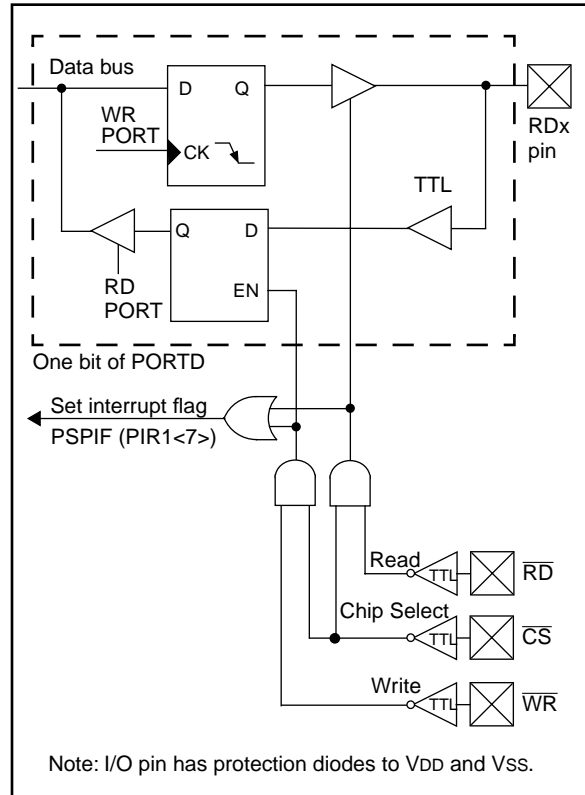 Data bus
D Q
WR
PORT
CK
RDx
pin
TTL
Q D
RD
PORT
EN
One bit of PORTD
Set interrupt flag
PSPIF (PIR1<7>)
Read
TTL
RD
Chip Select
TTL
CS
Write
TTL
WR
Note: I/O pin has protection diodes to VDD and VSS.